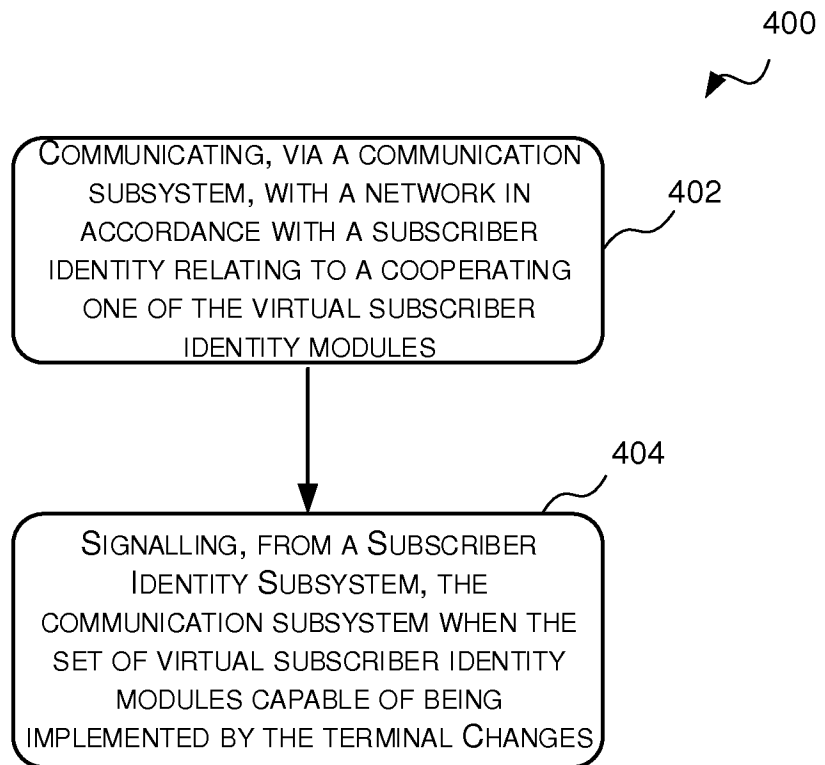 400
COMMUNICATING, VIA A COMMUNICATION
SUBSYSTEM, WITH A NETWORK IN
ACCORDANCE WITH A SUBSCRIBER
IDENTITY RELATING TO A COOPERATING
ONE OF THE VIRTUAL SUBSCRIBER
IDENTITY MODULES
402
404
SIGNALLING, FROM A SUBSCRIBER
IDENTITY SUBSYSTEM, THE
COMMUNICATION SUBSYSTEM WHEN THE
SET OF VIRTUAL SUBSCRIBER IDENTITY
MODULES CAPABLE OF BEING
IMPLEMENTED BY THE TERMINAL CHANGES